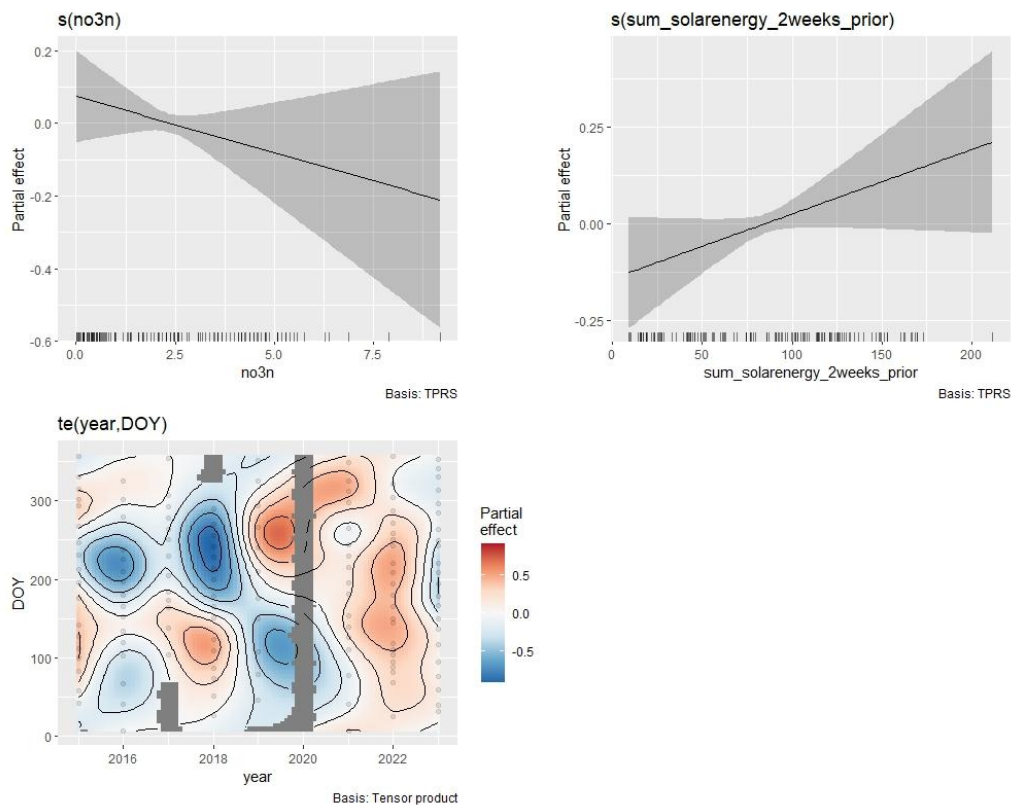 s(no3n)
0.2
0.0
-0.2
-0.4
-0.6
Partial effect
0.0
2.5
5.0
7.5
no3n
Basis: TPRS
s(sum_solarenergy_2weeks_prior)
0.25
0.00
-0.25
Partial effect
50
100
150
200
sum_solarenergy_2weeks_prior
Basis: TPRS
te(year,DOY)
300
200
100
0
DOY
2016
2018
2020
2022
year
Basis: Tensor product
Partial
effect
0.5
0.0
-0.5